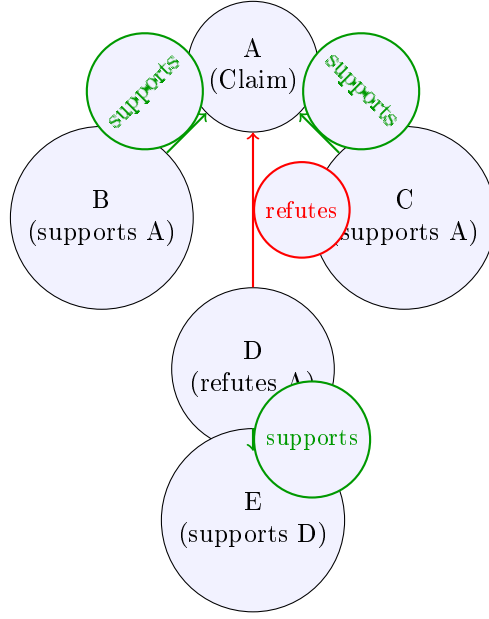 A
(Claim)
supports
supports
B
(supports A)
refutes
C
(supports A)
D
(refutes A)
supports
E
(supports D)